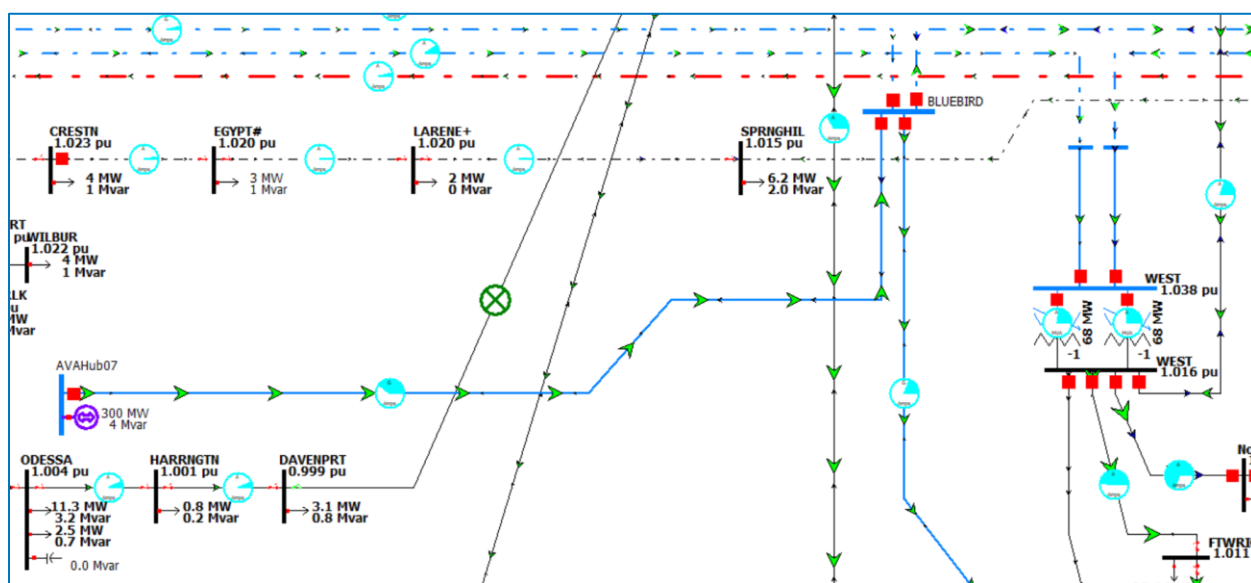 BLUEBIRD
CRESTN
1.023 pu
4 MW
1 Mvar
EGYPT#
1.020 pu
3 MW
1 Mvar
LARENE+
1.020 pu
2 MW
0 Mvar
SPRNGHIL
1.015 pu
6.2 MW
2.0 Mvar
RT
pu
WILBUR
1.022 pu
4 MW
1 Mvar
LK
MW
Mvar
WEST
1.038 pu
68 MW
68 MW
-1
-1
WEST
1.016 pu
AVAHub07
300 MW
4 Mvar
ODESSA
1.004 pu
11.3 MW
3.2 Mvar
2.5 MW
0.7 Mvar
0.0 Mvar
HARRNGTN
1.001 pu
0.8 MW
0.2 Mvar
DAVENPRT
0.999 pu
3.1 MW
0.8 Mvar
FTWRI
1.011